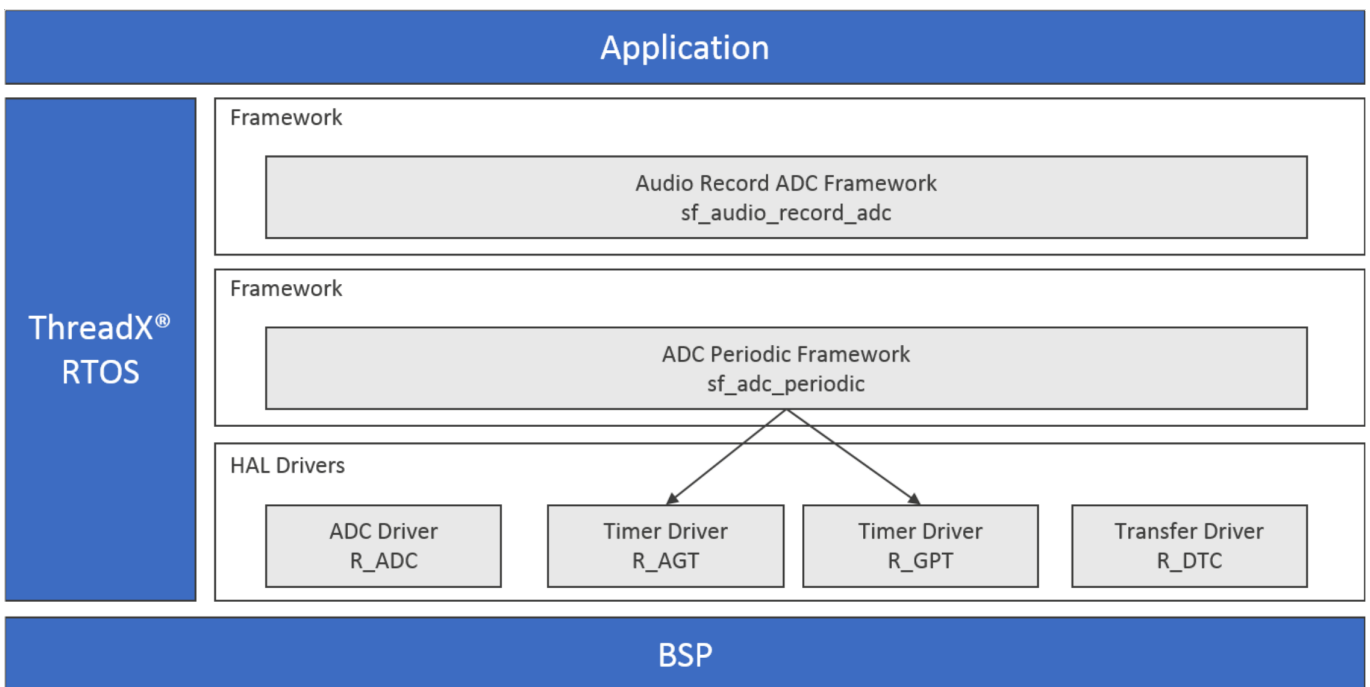 Application
ThreadX®
RTOS
Framework
Audio Record ADC Framework
sf_audio_record_adc
Framework
ADC Periodic Framework
sf_adc_periodic
HAL Drivers
ADC Driver
R_ADC
Timer Driver
R_AGT
Timer Driver
R_GPT
Transfer Driver
R_DTC
BSP